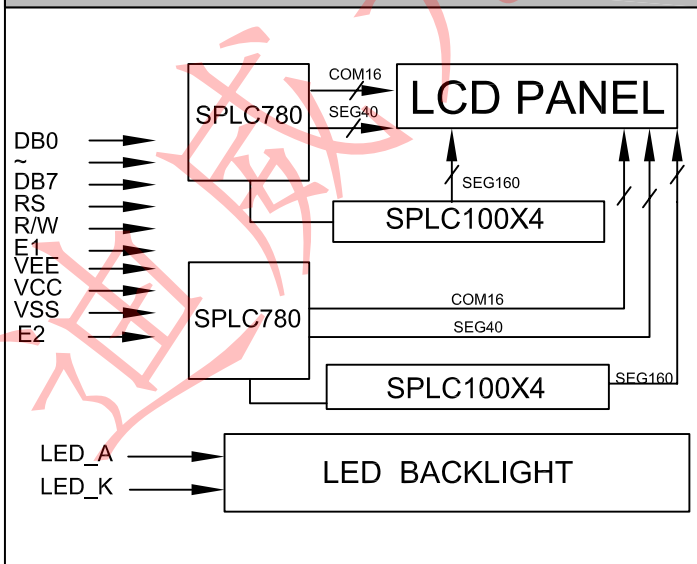 COM16
SPLC780
LCD PANEL
SEG40
DB0
~
DB7
RS
R/W
E1
VEE
VCC
VSS
E2
SEG160
SPLC100X4
SPLC780
COM16
SEG40
SPLC100X4
SEG160
LED_A
LED_K
LED BACKLIGHT